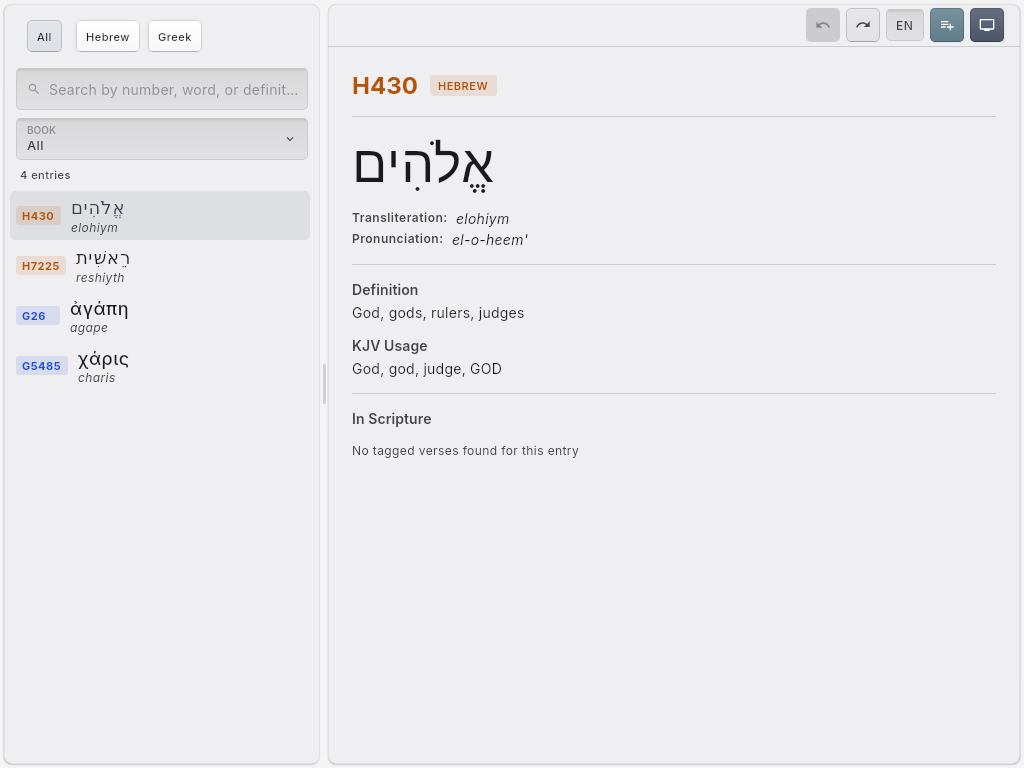 All
Hebrew
Greek
Search by number, word, or definit...
BOOK
All
4 entries
H430
אֱלֹהִים
elohiym
H7225
רֵאשִׁית
reshiyth
G26
ἀγάπη
agape
G5485
χάρις
charis
EN
H430 HEBREW
אֱלֹהִים
Transliteration: elohiym
Pronunciation: el-o-heem'
Definition
God, gods, rulers, judges
KJV Usage
God, god, judge, GOD
In Scripture
No tagged verses found for this entry